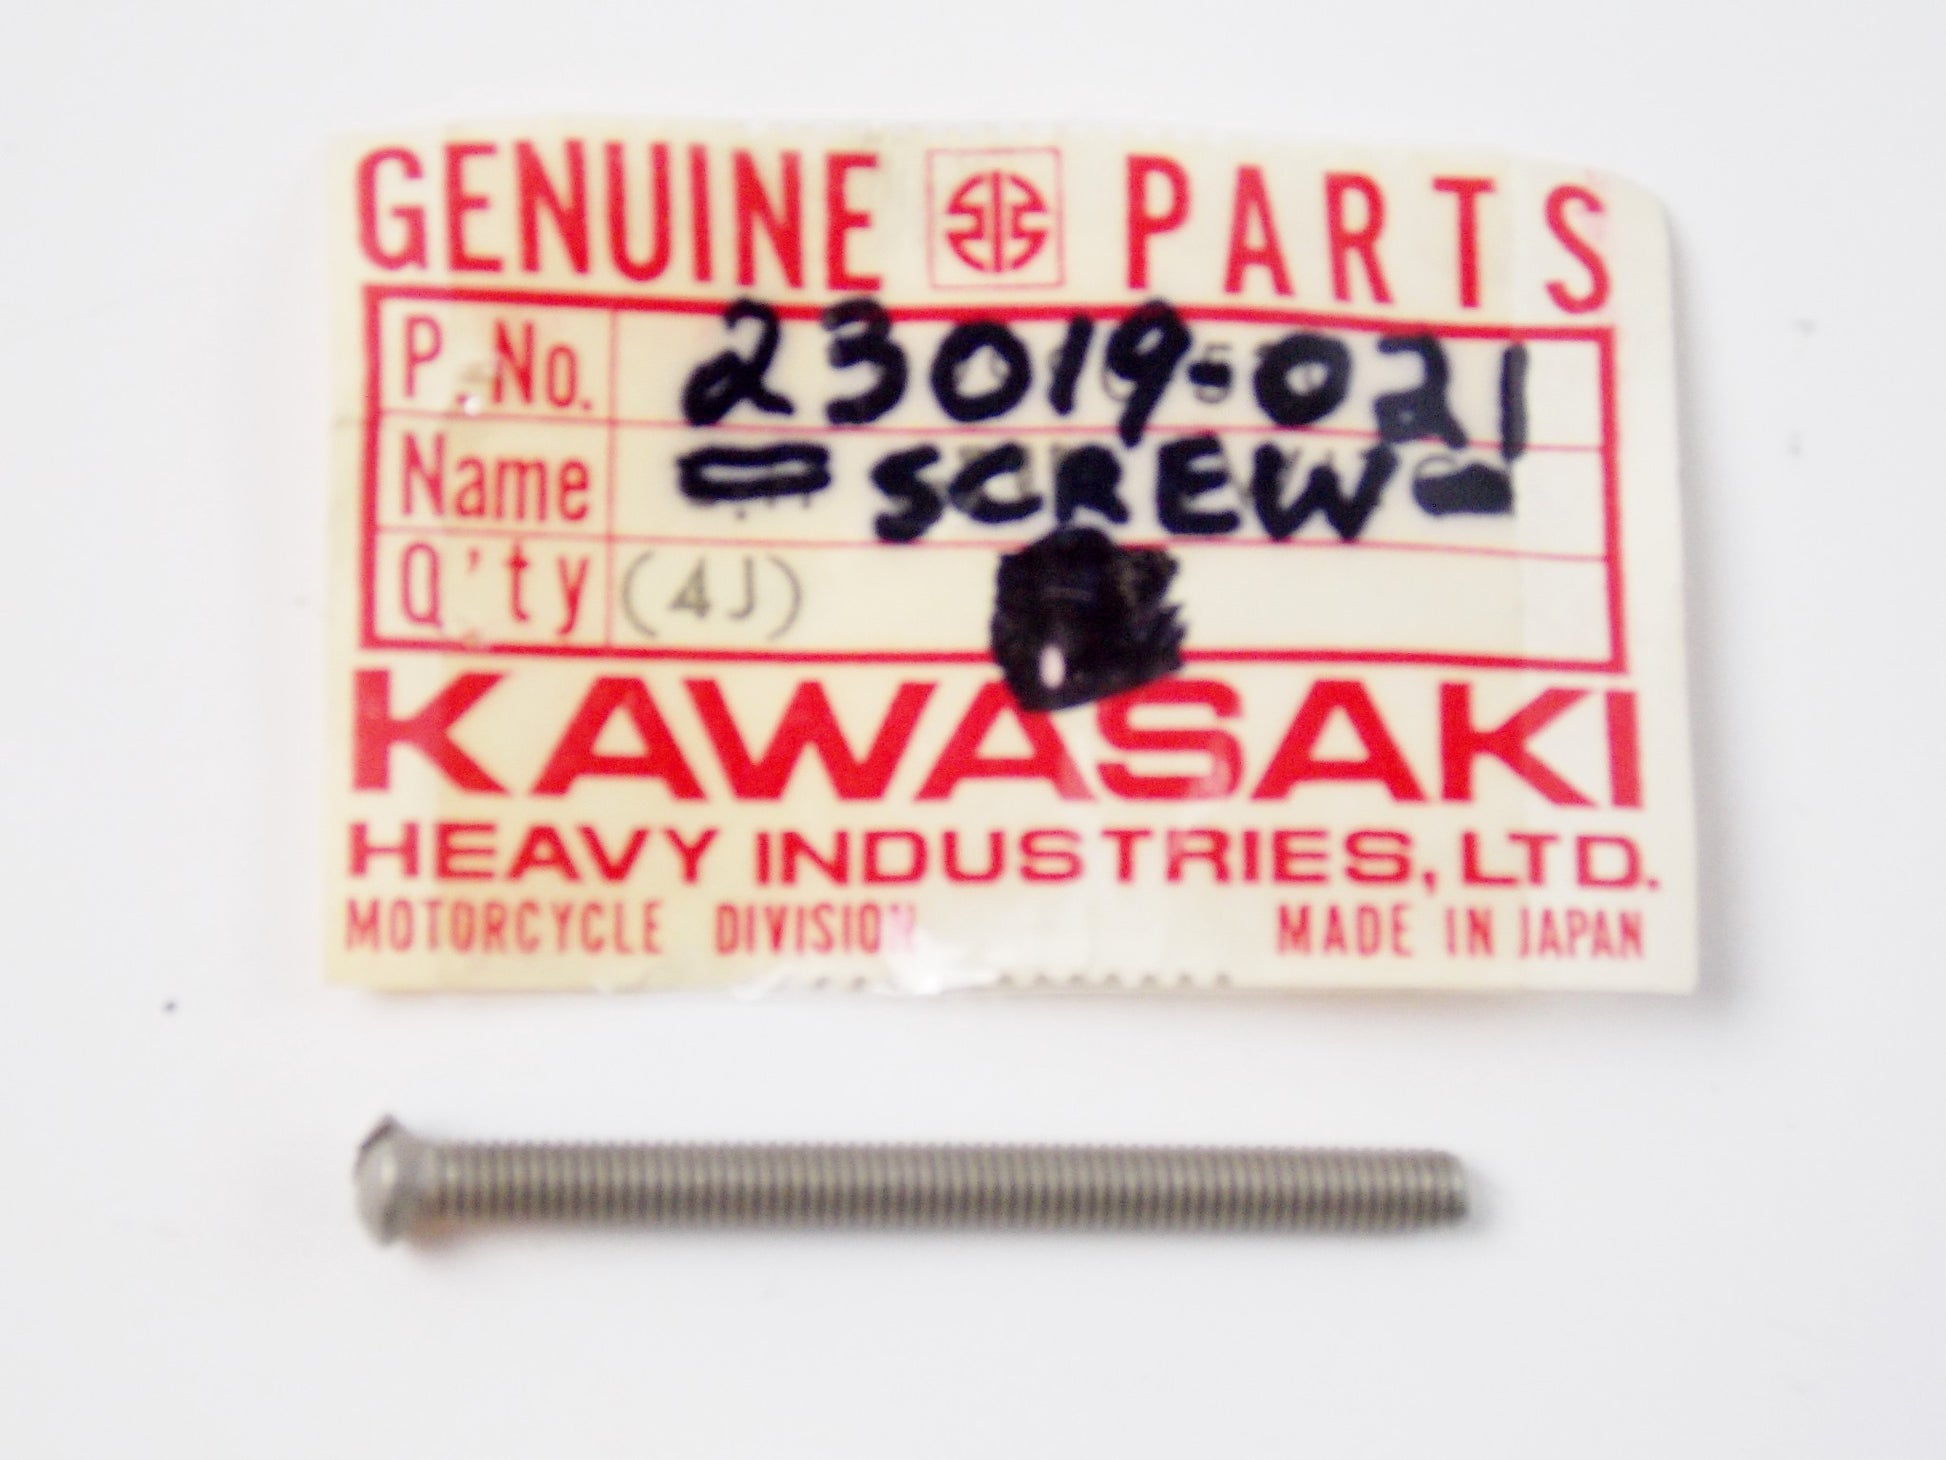 GENUINE PARTS
P.No. 23019-021
Name = SCREW -
Q'ty (4J)
KAWASAKI
HEAVY INDUSTRIES, LTD.
MOTORCYCLE DIVISION MADE IN JAPAN